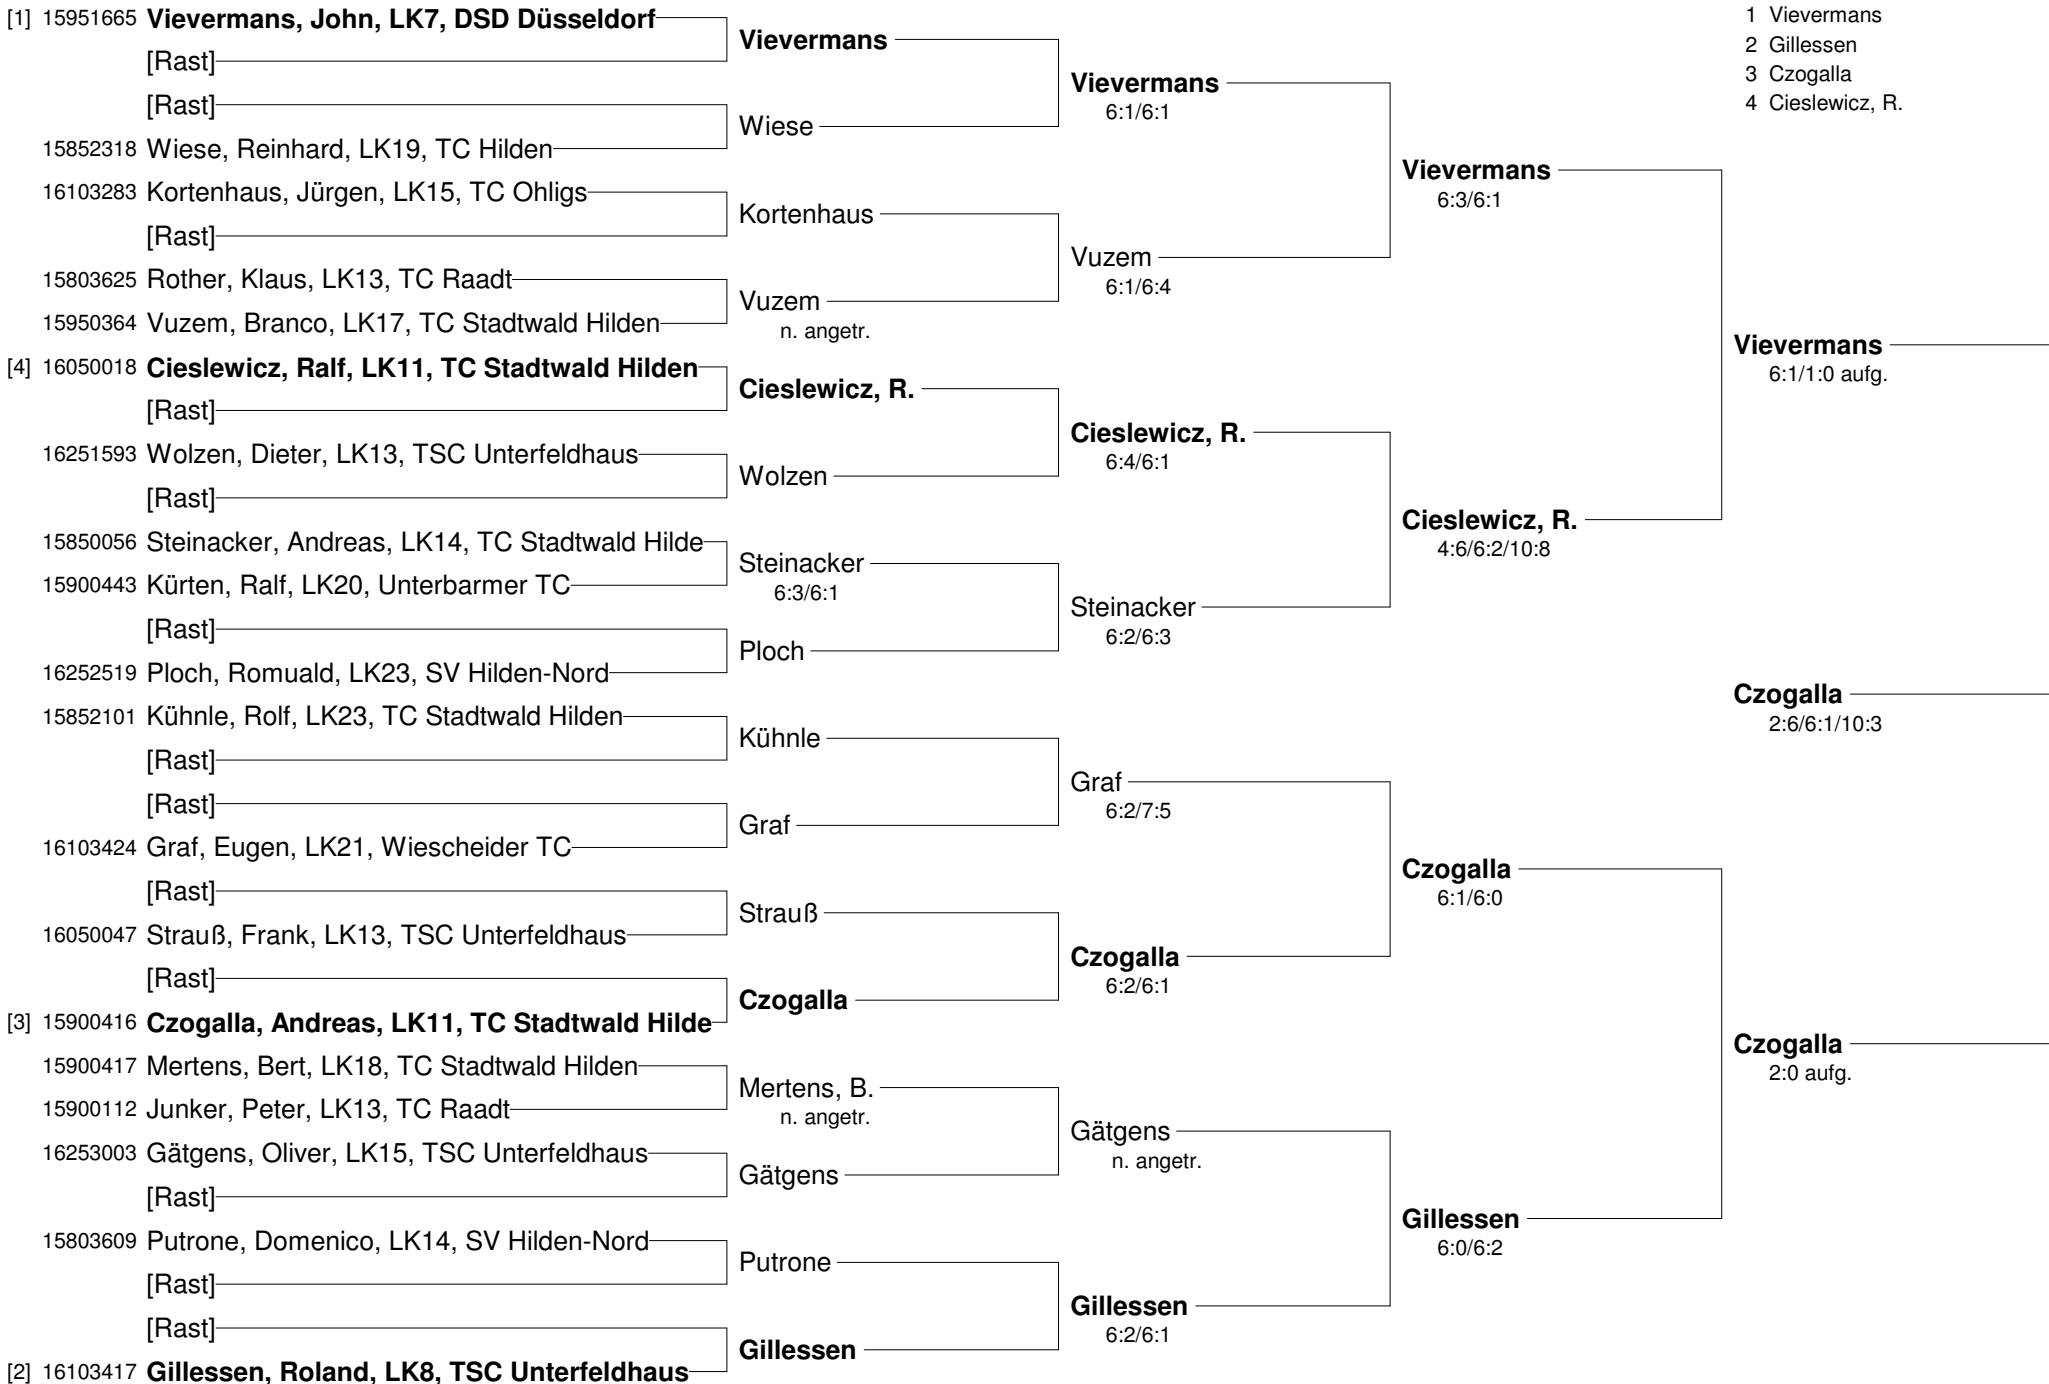 [1] 15951665 Vievermans, John, LK7, DSD Düsseldorf
[Rast]
[Rast]
15852318 Wiese, Reinhard, LK19, TC Hilden
16103283 Kortenhaus, Jürgen, LK15, TC Ohligs
[Rast]
15803625 Rother, Klaus, LK13, TC Raadt
15950364 Vuzem, Branco, LK17, TC Stadtwald Hilden
[4] 16050018 Cieslewicz, Ralf, LK11, TC Stadtwald Hilden
[Rast]
16251593 Wolzen, Dieter, LK13, TSC Unterfeldhaus
[Rast]
15850056 Steinacker, Andreas, LK14, TC Stadtwald Hilde
15900443 Kürten, Ralf, LK20, Unterbarmer TC
[Rast]
16252519 Ploch, Romuald, LK23, SV Hilden-Nord
15852101 Kühnle, Rolf, LK23, TC Stadtwald Hilden
[Rast]
[Rast]
16103424 Graf, Eugen, LK21, Wiescheider TC
[Rast]
16050047 Strauß, Frank, LK13, TSC Unterfeldhaus
[Rast]
[3] 15900416 Czogalla, Andreas, LK11, TC Stadtwald Hilde
15900417 Mertens, Bert, LK18, TC Stadtwald Hilden
15900112 Junker, Peter, LK13, TC Raadt
16253003 Gätgens, Oliver, LK15, TSC Unterfeldhaus
[Rast]
15803609 Putrone, Domenico, LK14, SV Hilden-Nord
[Rast]
[Rast]
[2] 16103417 Gillessen, Roland, LK8, TSC Unterfeldhaus
Vievermans
Wiese
Kortenhaus
Vuzem
n. angetr.
Cieslewicz, R.
Wolzen
Steinacker
6:3/6:1
Ploch
Kühnle
Graf
Strauß
Czogalla
Mertens, B.
n. angetr.
Gätgens
Putrone
Gillessen
Vievermans
6:1/6:1
Vuzem
6:1/6:4
Cieslewicz, R.
6:4/6:1
Steinacker
6:2/6:3
Graf
6:2/7:5
Czogalla
6:2/6:1
Gätgens
n. angetr.
Gillessen
6:2/6:1
Vievermans
6:3/6:1
Cieslewicz, R.
4:6/6:2/10:8
Czogalla
6:1/6:0
Gillessen
6:0/6:2
1 Vievermans
2 Gillessen
3 Czogalla
4 Cieslewicz, R.
Vievermans
6:1/1:0 aufg.
Czogalla
2:6/6:1/10:3
Czogalla
2:0 aufg.